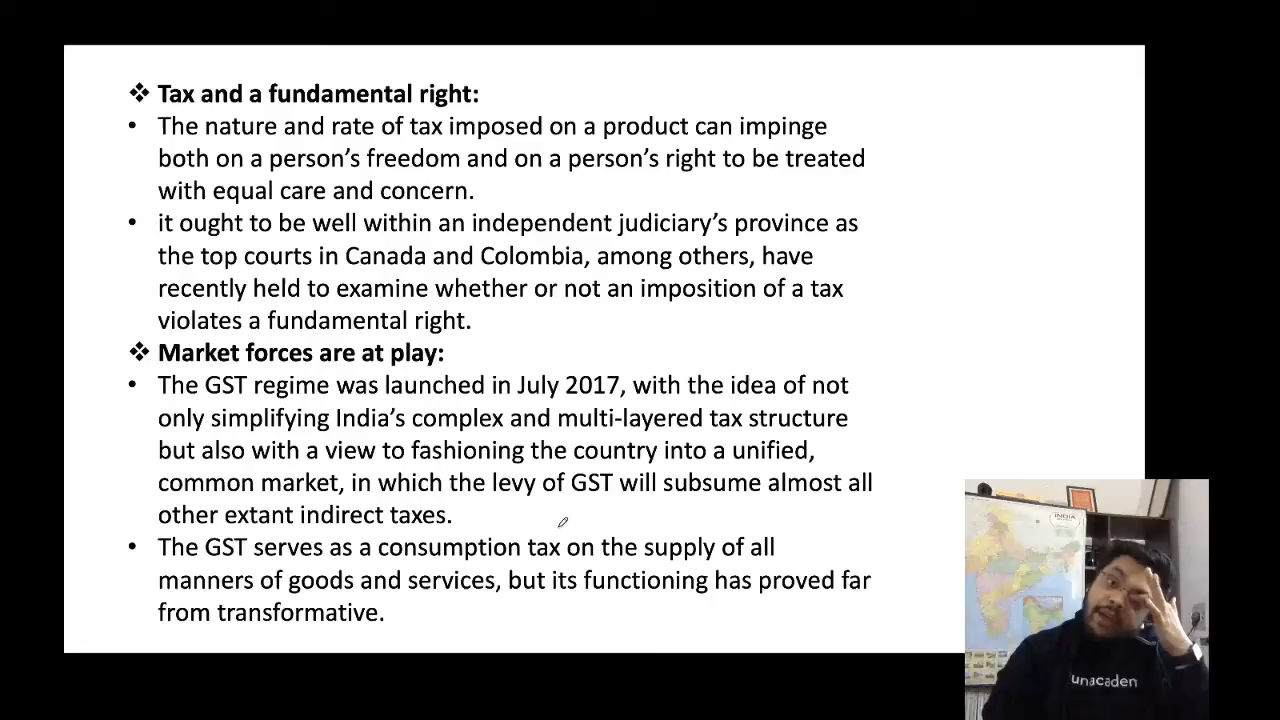 ❖ Tax and a fundamental right:
• The nature and rate of tax imposed on a product can impinge
both on a person's freedom and on a person's right to be treated
with equal care and concern.
• it ought to be well within an independent judiciary's province as
the top courts in Canada and Colombia, among others, have
recently held to examine whether or not an imposition of a tax
violates a fundamental right.
❖ Market forces are at play:
• The GST regime was launched in July 2017, with the idea of not
only simplifying India's complex and multi-layered tax structure
but also with a view to fashioning the country into a unified,
common market, in which the levy of GST will subsume almost all
other extant indirect taxes.
• The GST serves as a consumption tax on the supply of all
manners of goods and services, but its functioning has proved far
from transformative.
INDIA
unacaden